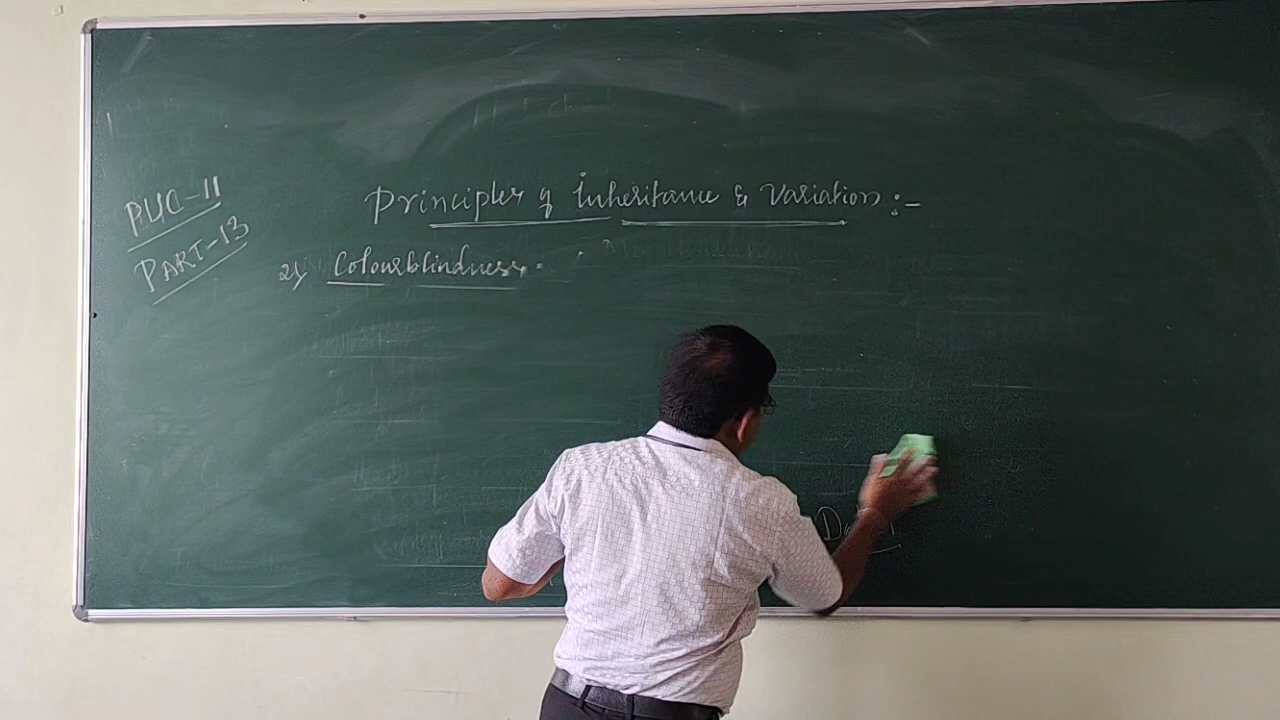 PUC-II
PART-13
Principles of Inheritance & Variation :-
2) Colourblindness.